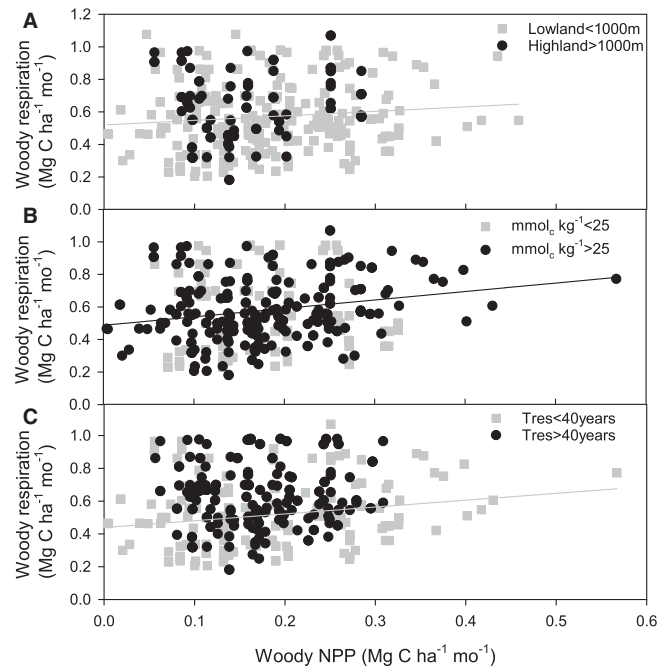 A
1.2
1.0
0.8
0.6
0.4
0.2
0.0
Woody respiration
(Mg C ha⁻¹ mo⁻¹)
Lowland<1000m
Highland>1000m
B
1.0
0.8
0.6
0.4
0.2
0.0
Woody respiration
(Mg C ha⁻¹ mo⁻¹)
mmol_c kg⁻¹<25
mmol_c kg⁻¹>25
C
1.0
0.8
0.6
0.4
0.2
0.0
Woody respiration
(Mg C ha⁻¹ mo⁻¹)
Tres<40years
Tres>40years
0.0 0.1 0.2 0.3 0.4 0.5 0.6
Woody NPP (Mg C ha⁻¹ mo⁻¹)